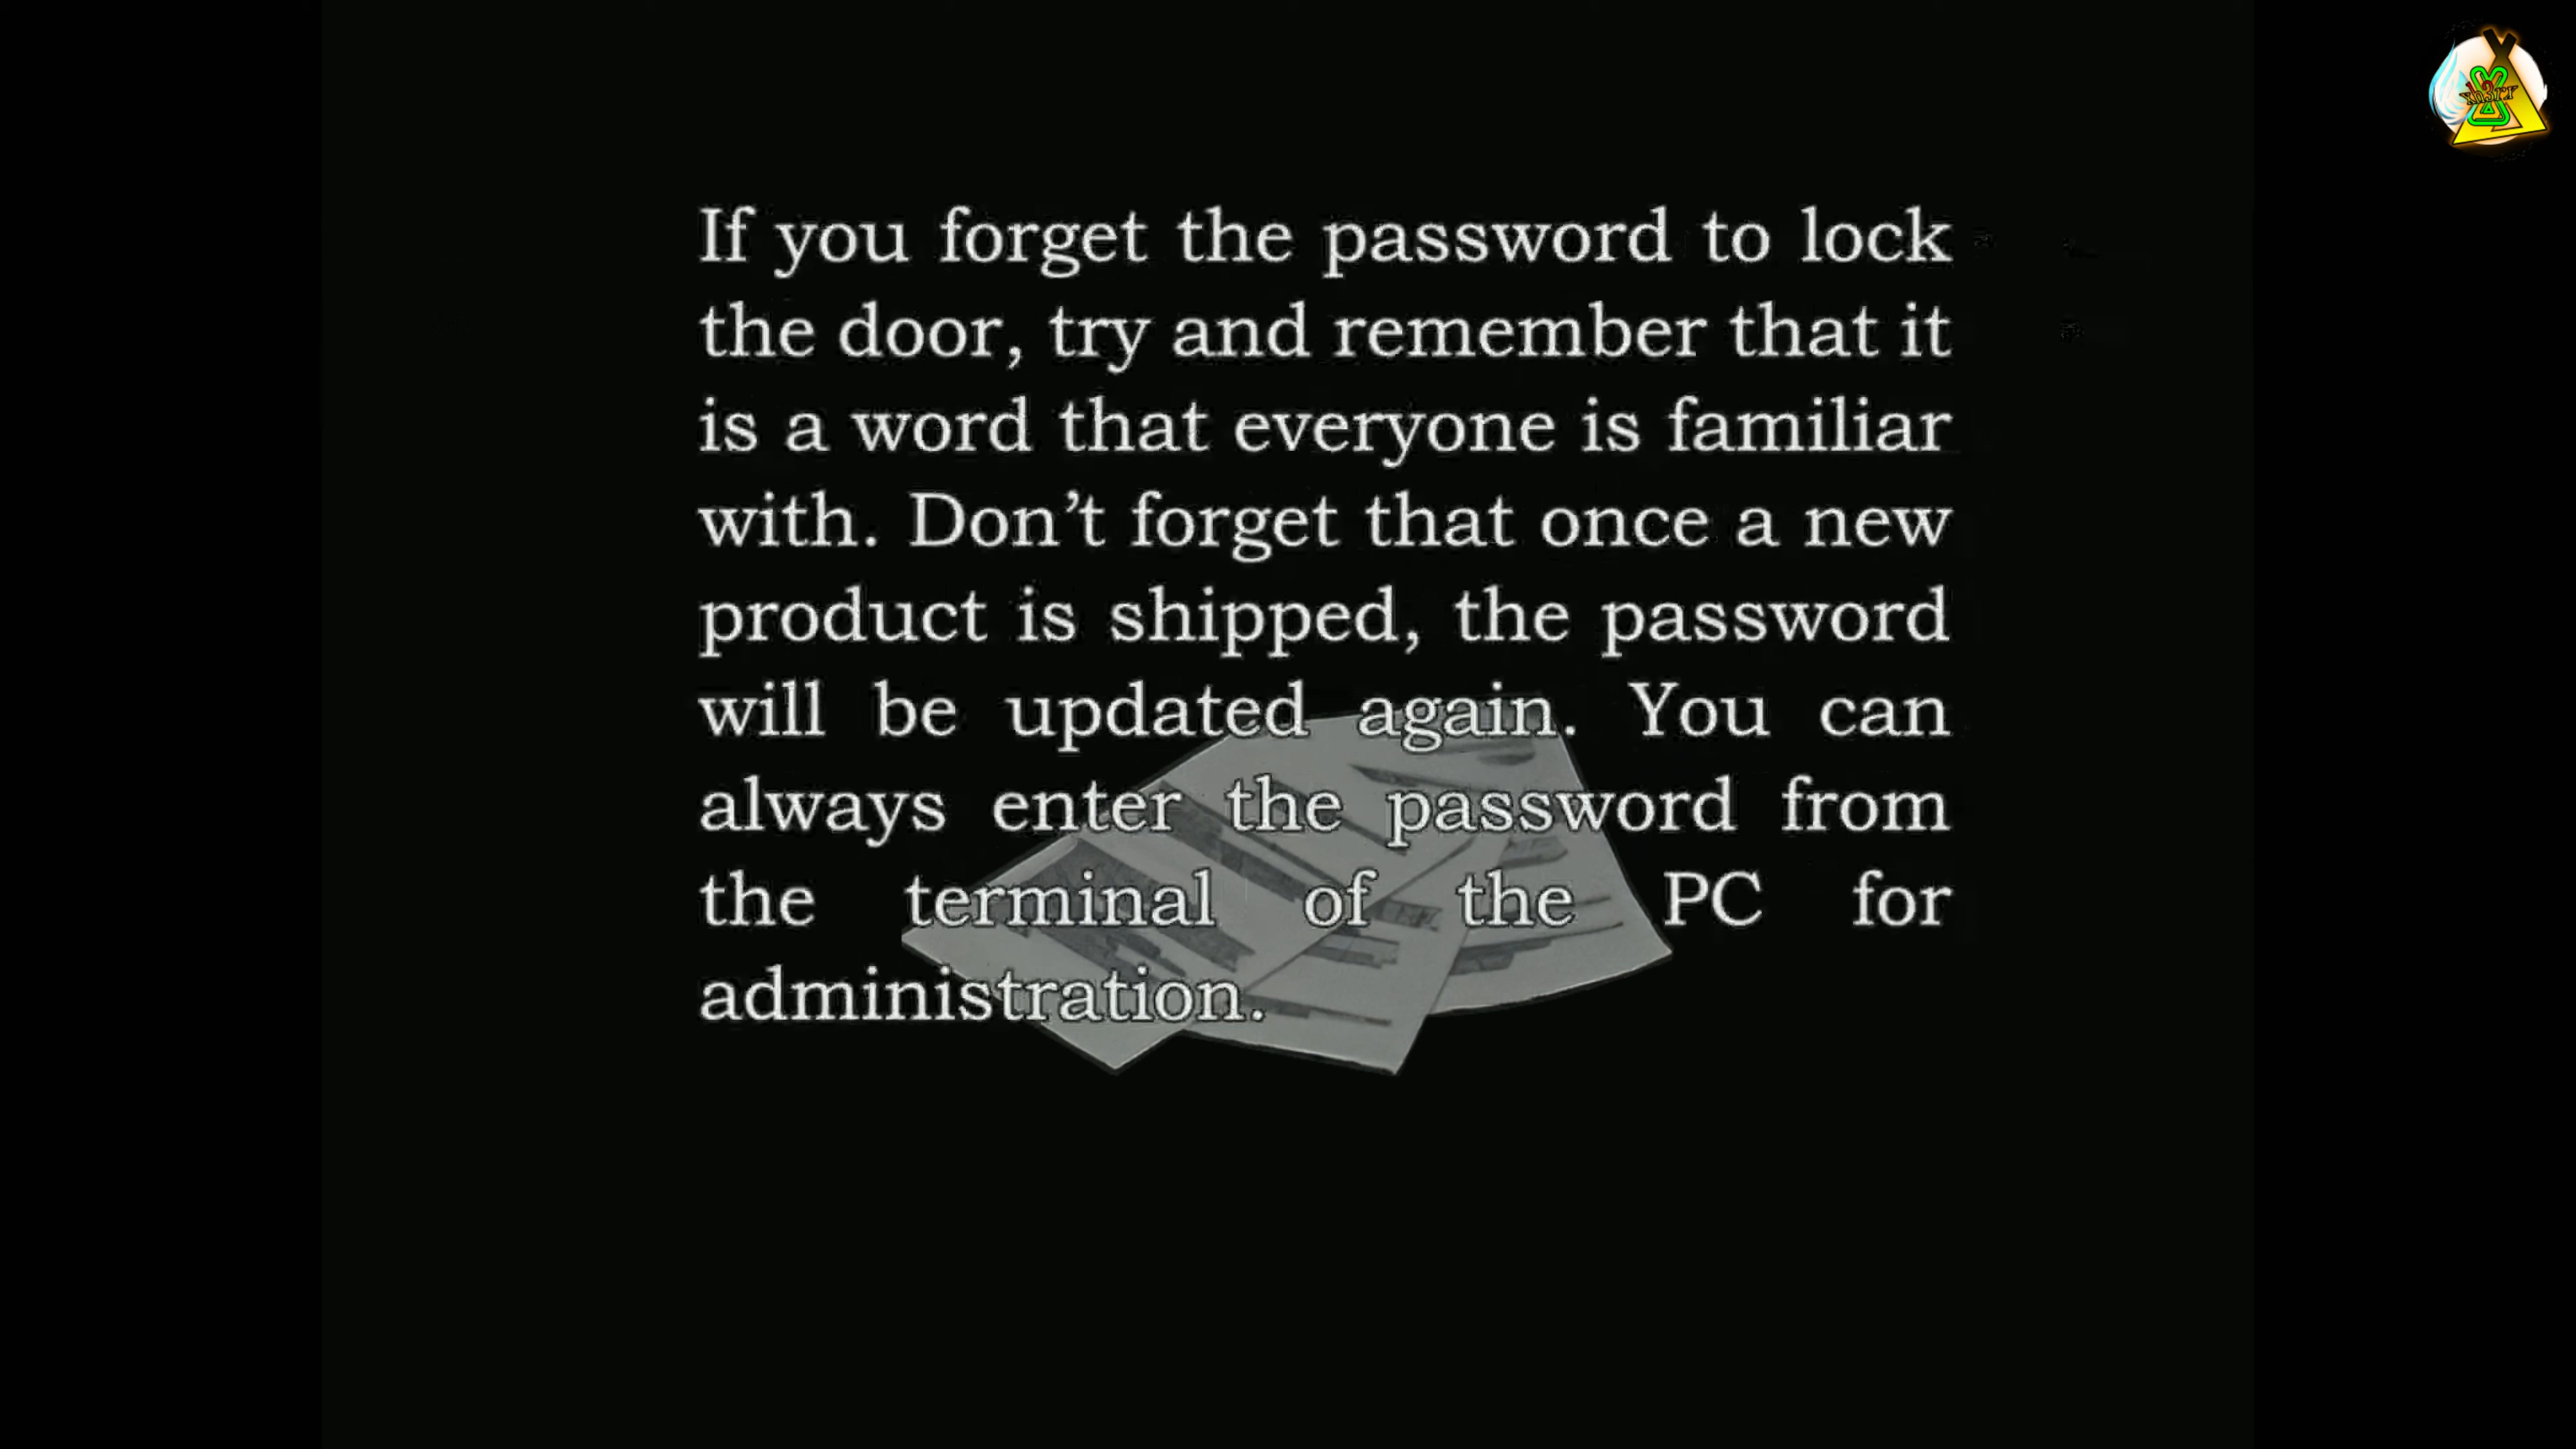 If you forget the password to lock
the door, try and remember that it
is a word that everyone is familiar
with. Don’t forget that once a new
product is shipped, the password
will be updated again. You can
always enter the password from
the terminal of the PC for
administration.